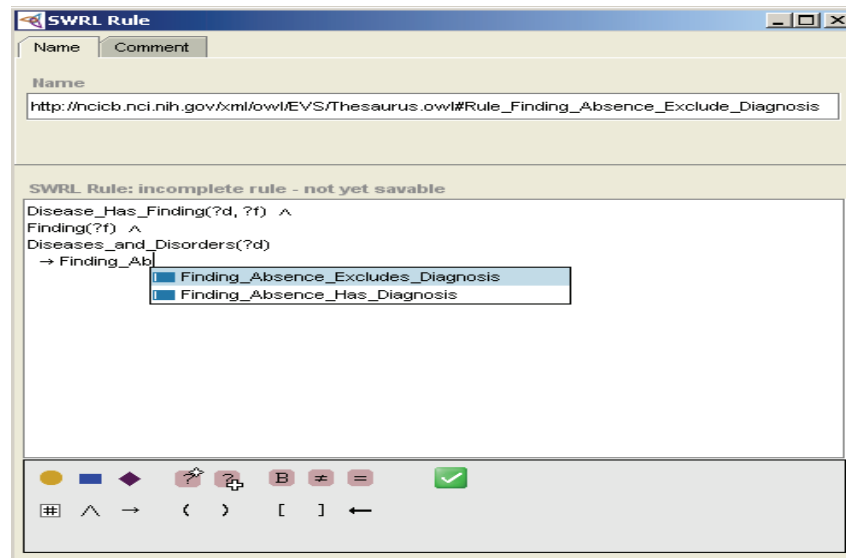 SWRL Rule
Name Comment
Name
http://ncicb.nci.nih.gov/xml/owl/EVS/Thesaurus.owl#Rule_Finding_Absence_Exclude_Diagnosis
SWRL Rule: incomplete rule - not yet savable
Disease_Has_Finding(?d, ?f) ∧
Finding(?f) ∧
Diseases_and_Disorders(?d)
→ Finding_Ab
Finding_Absence_Excludes_Diagnosis
Finding_Absence_Has_Diagnosis
? ? B ≠ =
# ∧ → ( ) [ ] ←